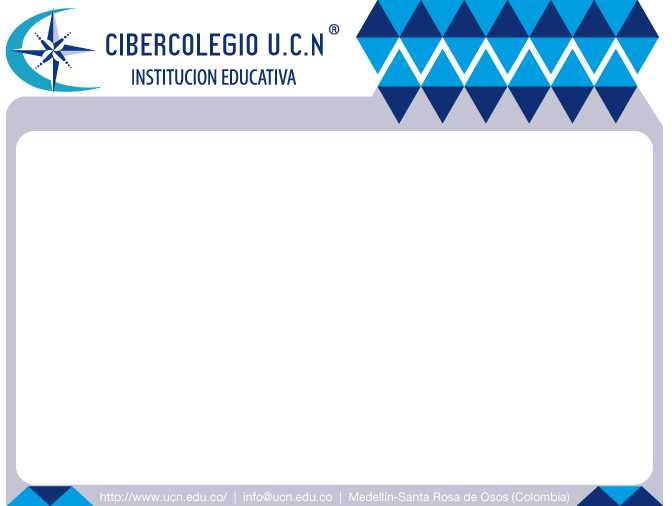 CIBERCOLEGIO U.C.N ®
INSTITUCION EDUCATIVA
http://www.ucn.edu.co/ | info@ucn.edu.co | Medellín-Santa Rosa de Osos (Colombia)